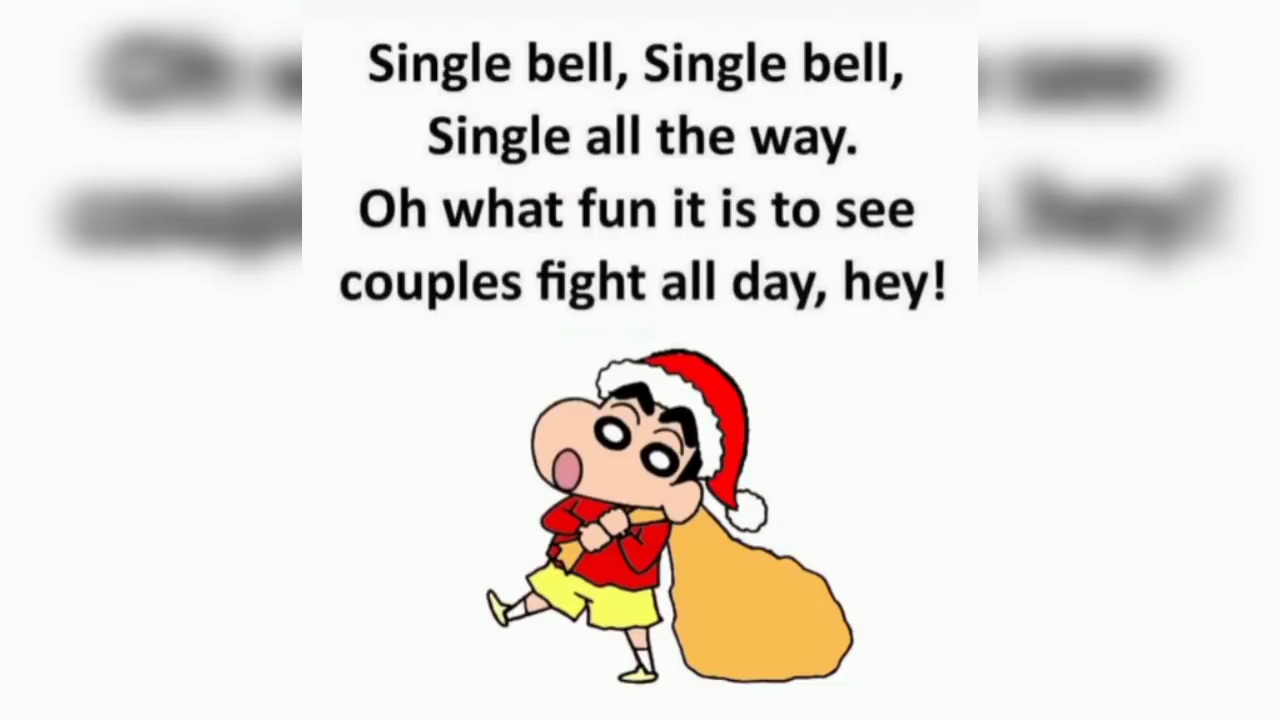 Single bell, Single bell,
Single all the way.
Oh what fun it is to see
couples fight all day, hey!